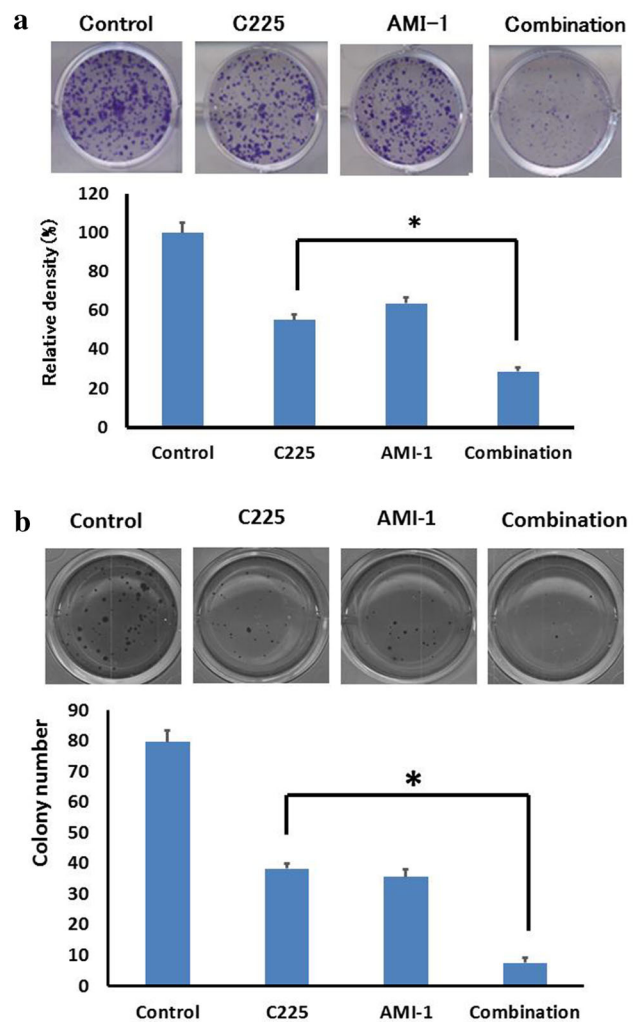 a
Control C225 AMI-1 Combination
Relative density (%)
120
100
80
60
40
20
0
*
Control C225 AMI-1 Combination
b
Control C225 AMI-1 Combination
Colony number
90
80
70
60
50
40
30
20
10
0
*
Control C225 AMI-1 Combination